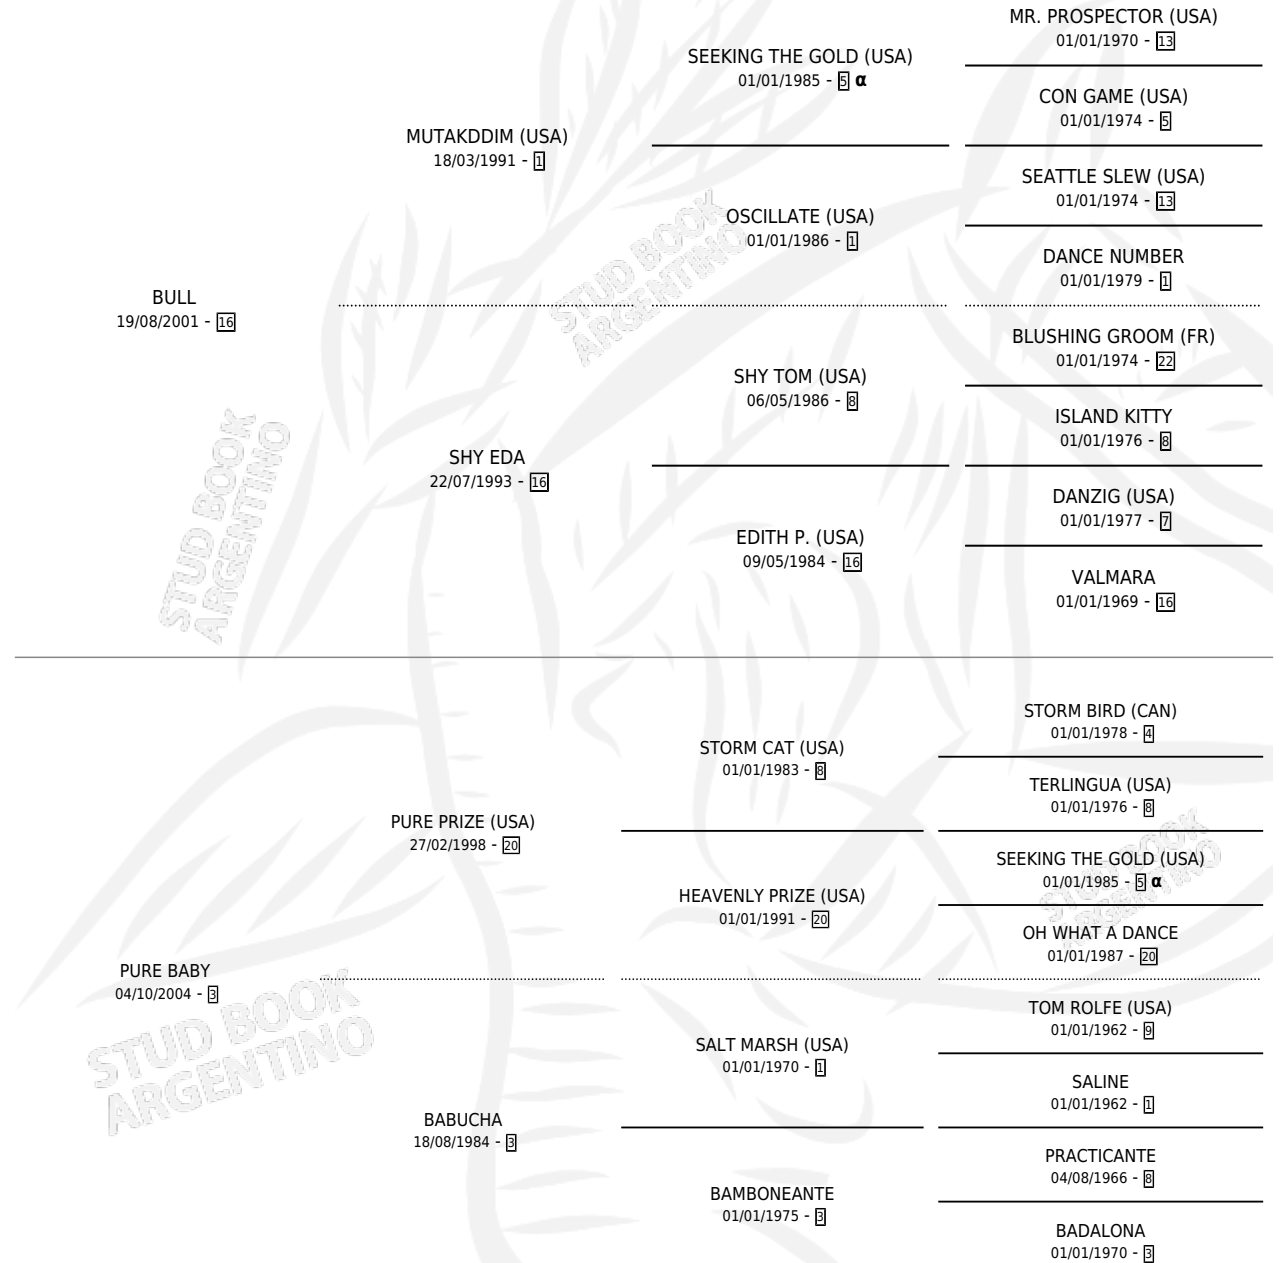 MR. PROSPECTOR (USA)
01/01/1970 - 13
SEEKING THE GOLD (USA)
01/01/1985 - 5 α
CON GAME (USA)
01/01/1974 - 5
MUTAKDDIM (USA)
18/03/1991 - 1
SEATTLE SLEW (USA)
01/01/1974 - 13
OSCILLATE (USA)
01/01/1986 - 1
DANCE NUMBER
01/01/1979 - 1
BULL
19/08/2001 - 16
BLUSHING GROOM (FR)
01/01/1974 - 22
SHY TOM (USA)
06/05/1986 - 8
ISLAND KITTY
01/01/1976 - 8
SHY EDA
22/07/1993 - 16
DANZIG (USA)
01/01/1977 - 7
EDITH P. (USA)
09/05/1984 - 16
VALMARA
01/01/1969 - 16
STORM BIRD (CAN)
01/01/1978 - 4
STORM CAT (USA)
01/01/1983 - 8
TERLINGUA (USA)
01/01/1976 - 8
PURE PRIZE (USA)
27/02/1998 - 20
SEEKING THE GOLD (USA)
01/01/1985 - 5 α
HEAVENLY PRIZE (USA)
01/01/1991 - 20
OH WHAT A DANCE
01/01/1987 - 20
PURE BABY
04/10/2004 - 3
TOM ROLFE (USA)
01/01/1962 - 9
SALT MARSH (USA)
01/01/1970 - 1
SALINE
01/01/1962 - 1
BABUCHA
18/08/1984 - 3
PRACTICANTE
04/08/1966 - 8
BAMBONEANTE
01/01/1975 - 3
BADALONA
01/01/1970 - 3
STUD BOOK
ARGENTINO
STUD BOOK
ARGENTINO
STUD BOOK
ARGENTINO
STUD BOOK
ARGENTINO